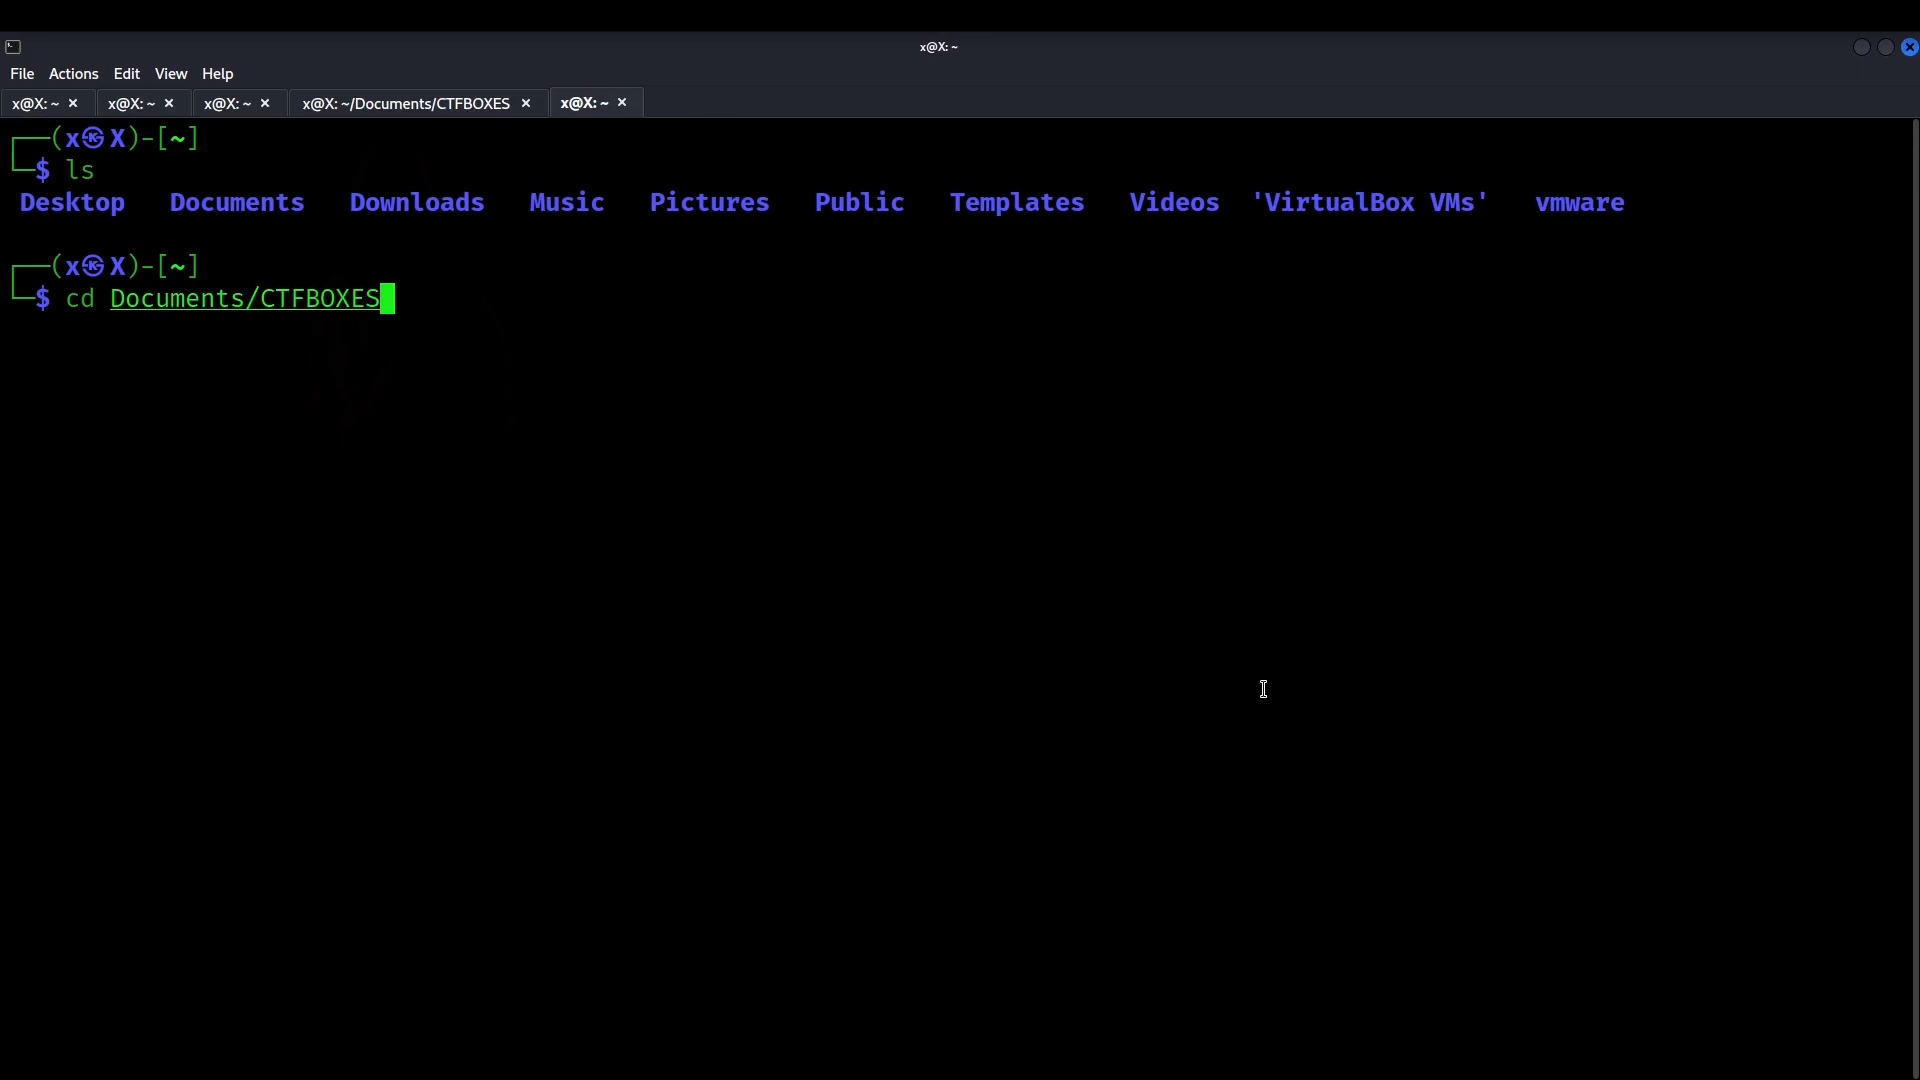 x@X: ~
File Actions Edit View Help
x@X: ~ × x@X: ~ × x@X: ~ × x@X: ~/Documents/CTFBOXES × x@X: ~ ×
┌──(x㉿X)-[~]
└─$ ls
Desktop Documents Downloads Music Pictures Public Templates Videos 'VirtualBox VMs' vmware
┌──(x㉿X)-[~]
└─$ cd Documents/CTFBOXES